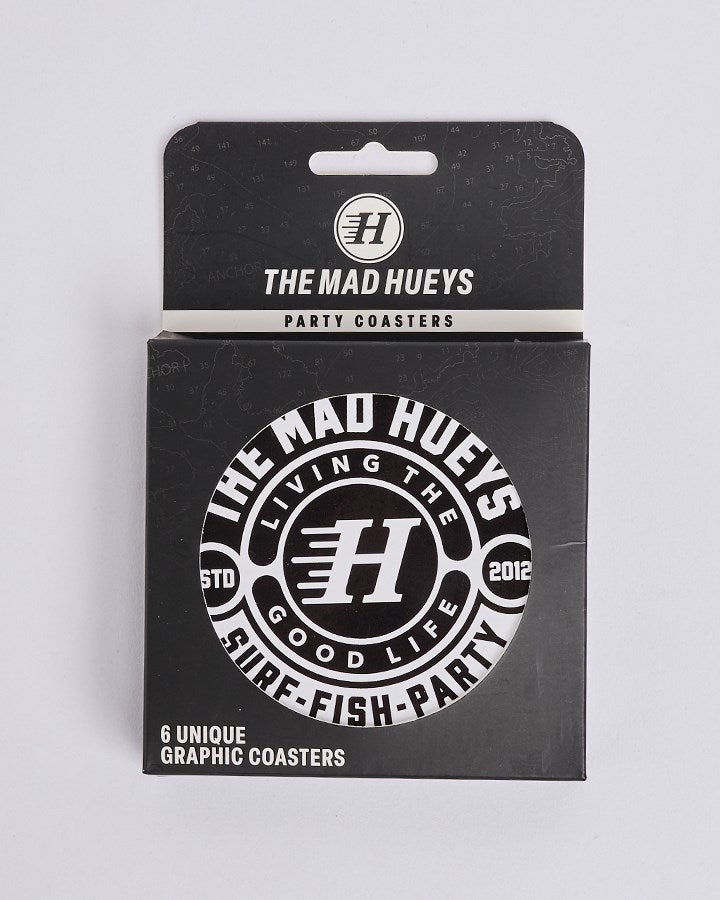 H
THE MAD HUEYS
PARTY COASTERS
ANCHOR
THE MAD HUEYS
LIVING THE
STD
H
2012
GOOD LIFE
SURF-FISH-PARTY
6 UNIQUE
GRAPHIC COASTERS